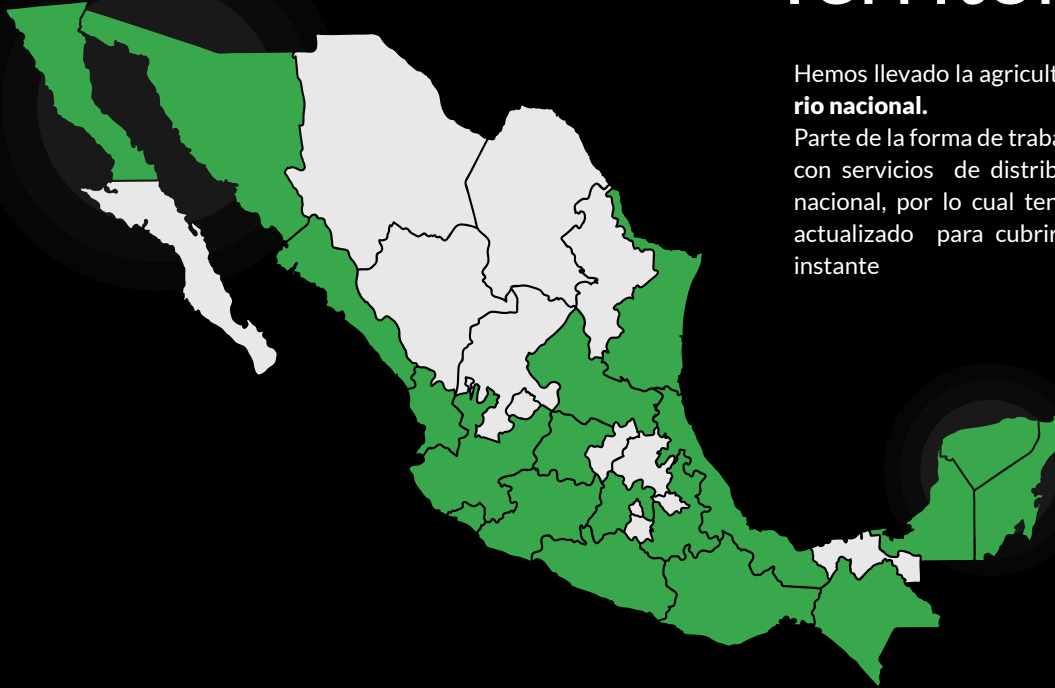 Hemos llevado la agricult
rio nacional.
Parte de la forma de traba
con servicios de distrib
nacional, por lo cual ten
actualizado para cubrir
instante